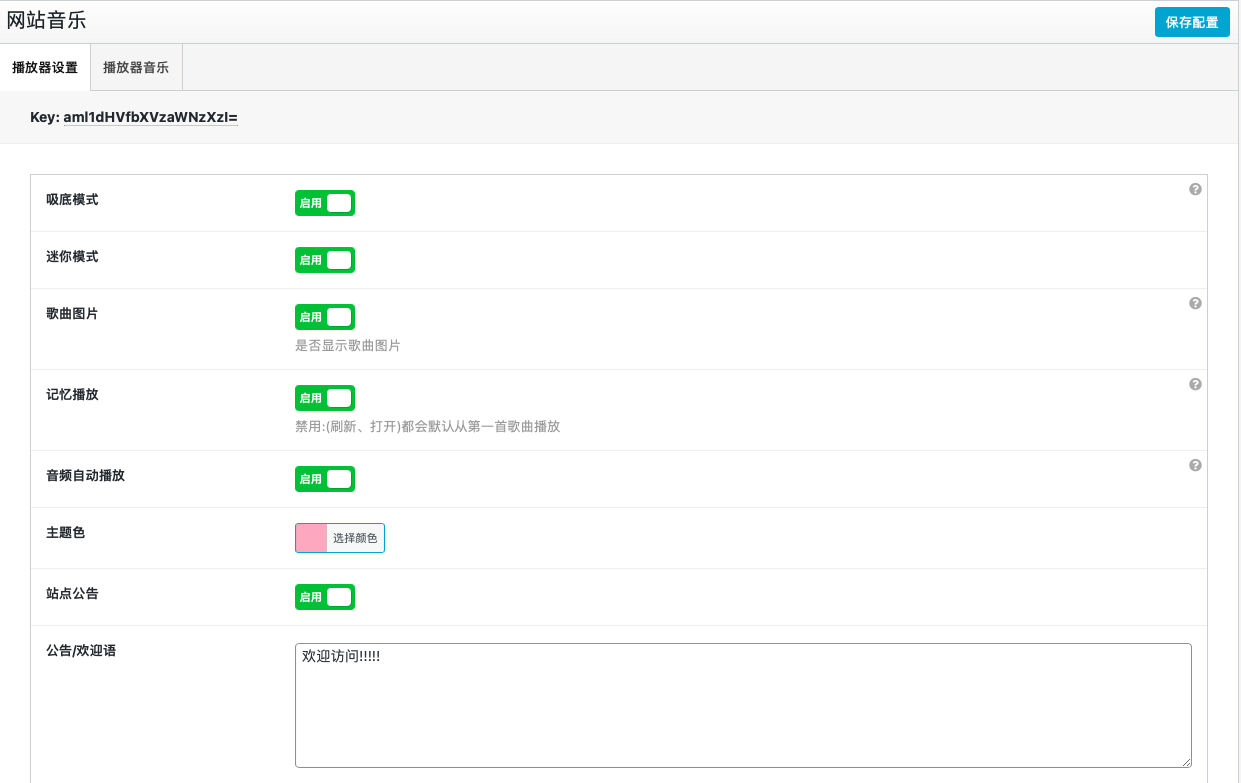 网站音乐
保存配置
播放器设置 播放器音乐
Key: aml1dHVfbXVzaWNzXzI=
吸底模式 启用
迷你模式 启用
歌曲图片 启用
是否显示歌曲图片
记忆播放 启用
禁用:(刷新、打开)都会默认从第一首歌曲播放
音频自动播放 启用
主题色 选择颜色
站点公告 启用
公告/欢迎语 欢迎访问!!!!!